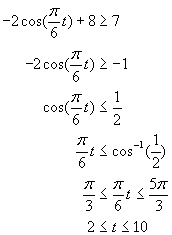 −2cos(π/6 t) + 8 ≥ 7
−2cos(π/6 t) ≥ −1
cos(π/6 t) ≤ 1/2
π/6 t ≤ cos⁻¹(1/2)
π/3 ≤ π/6 t ≤ 5π/3
2 ≤ t ≤ 10